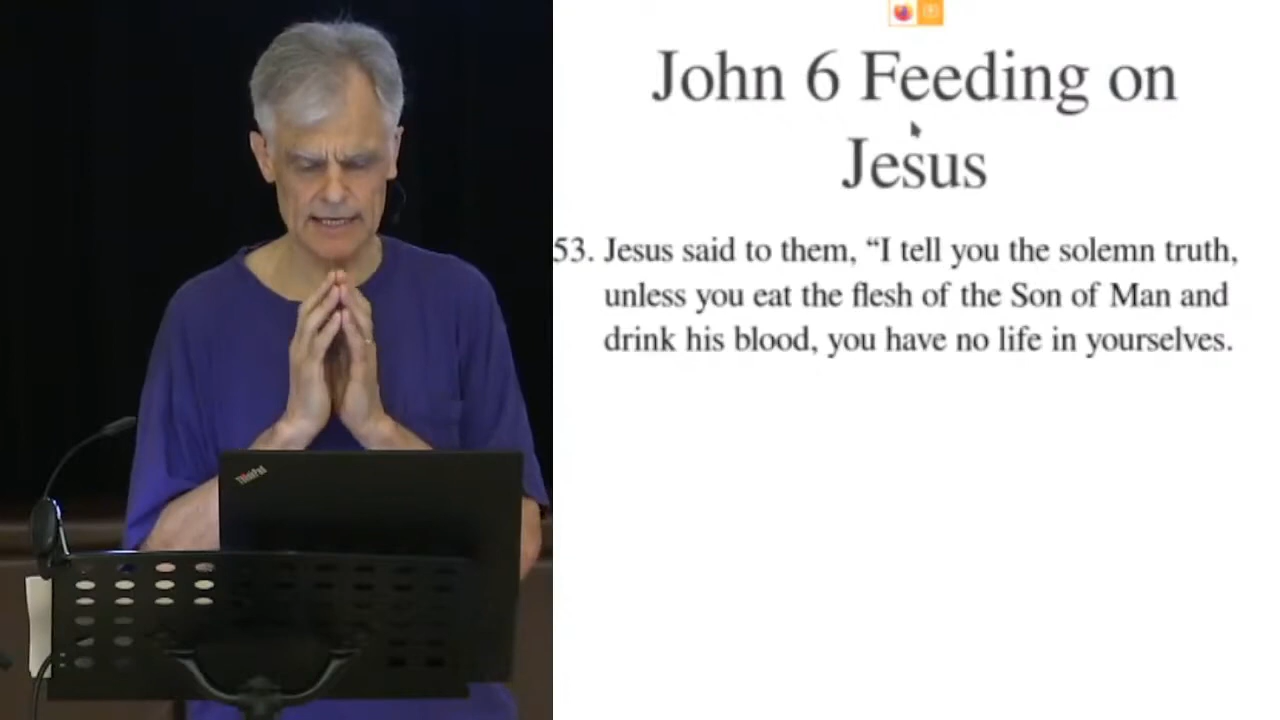 John 6 Feeding on
Jesus
53. Jesus said to them, “I tell you the solemn truth,
unless you eat the flesh of the Son of Man and
drink his blood, you have no life in yourselves.
ThinkPad